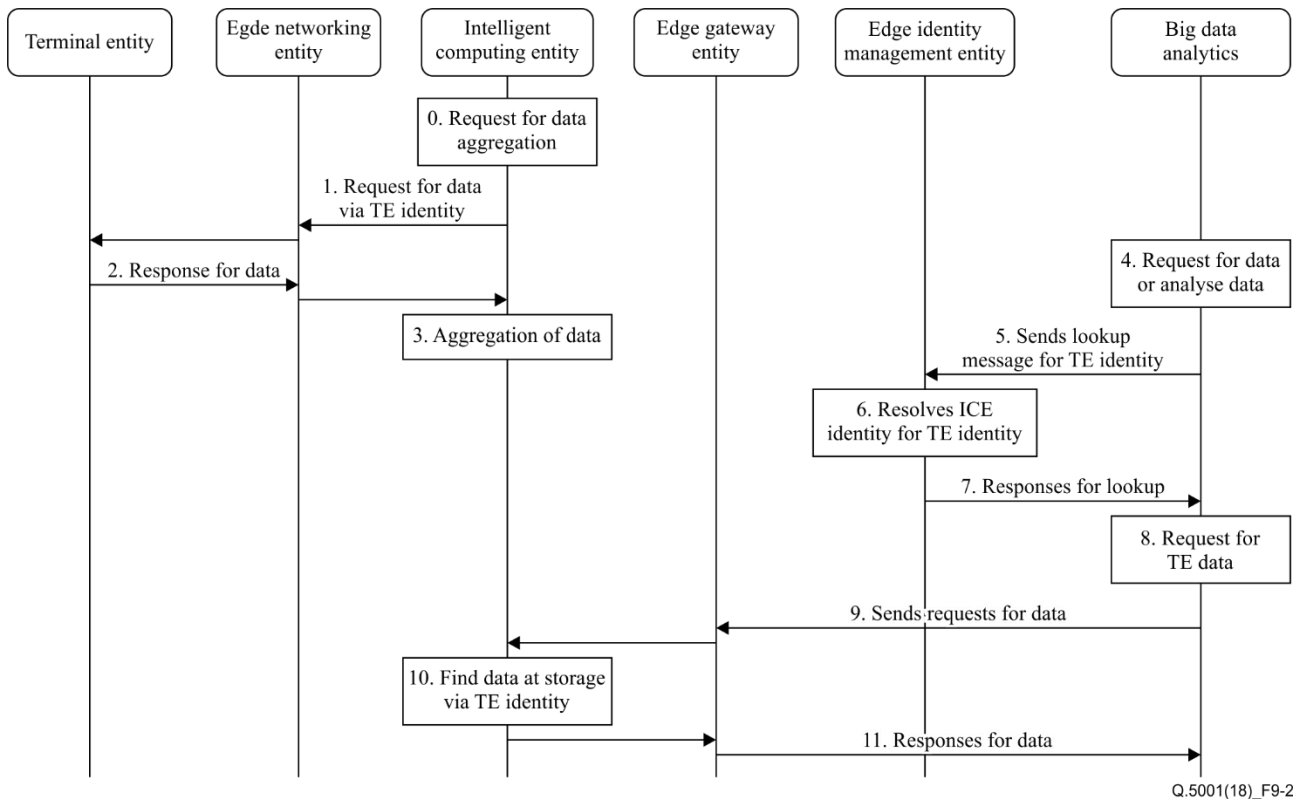 Terminal entity
Egde networking
entity
Intelligent
computing entity
Edge gateway
entity
Edge identity
management entity
Big data
analytics
0. Request for data
aggregation
1. Request for data
via TE identity
2. Response for data
3. Aggregation of data
4. Request for data
or analyse data
5. Sends lookup
message for TE identity
6. Resolves ICE
identity for TE identity
7. Responses for lookup
8. Request for
TE data
9. Sends requests for data
10. Find data at storage
via TE identity
11. Responses for data
Q.5001(18)_F9-2